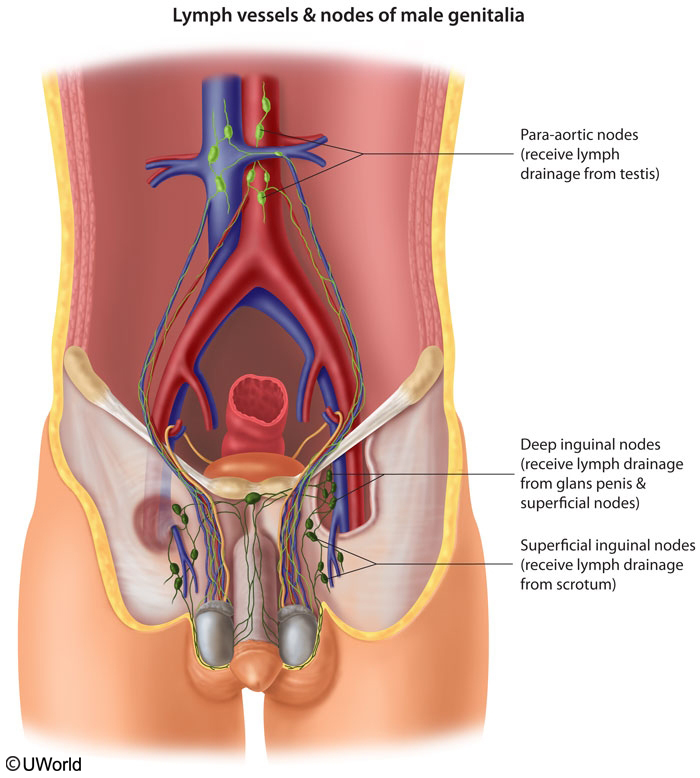 Lymph vessels & nodes of male genitalia
Para-aortic nodes
(receive lymph
drainage from testis)
Deep inguinal nodes
(receive lymph drainage
from glans penis &
superficial nodes)
Superficial inguinal nodes
(receive lymph drainage
from scrotum)
©UWorld